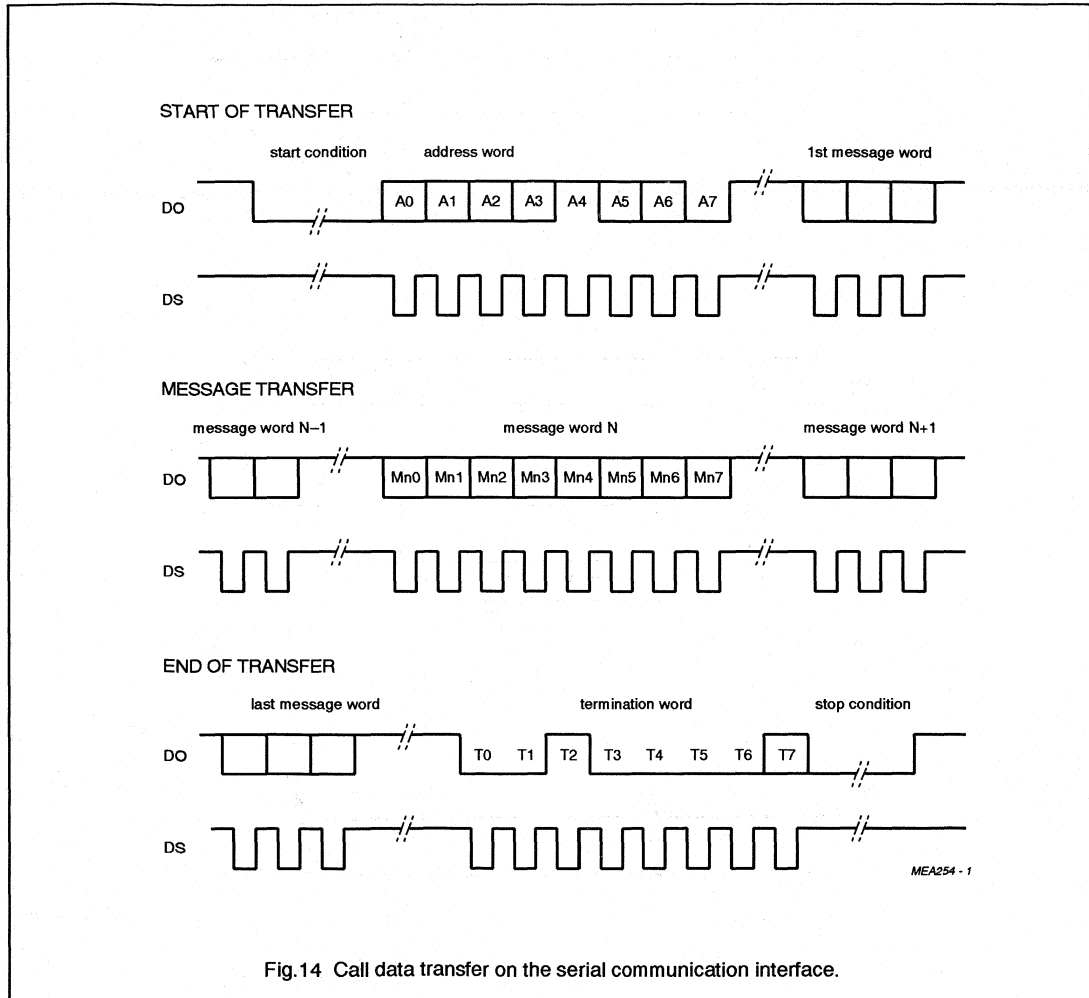 START OF TRANSFER
start condition address word 1st message word
DO A0 A1 A2 A3 A4 A5 A6 A7
DS
MESSAGE TRANSFER
message word N–1 message word N message word N+1
DO Mn0 Mn1 Mn2 Mn3 Mn4 Mn5 Mn6 Mn7
DS
END OF TRANSFER
last message word termination word stop condition
DO T0 T1 T2 T3 T4 T5 T6 T7
DS
MEA254 - 1
Fig.14 Call data transfer on the serial communication interface.